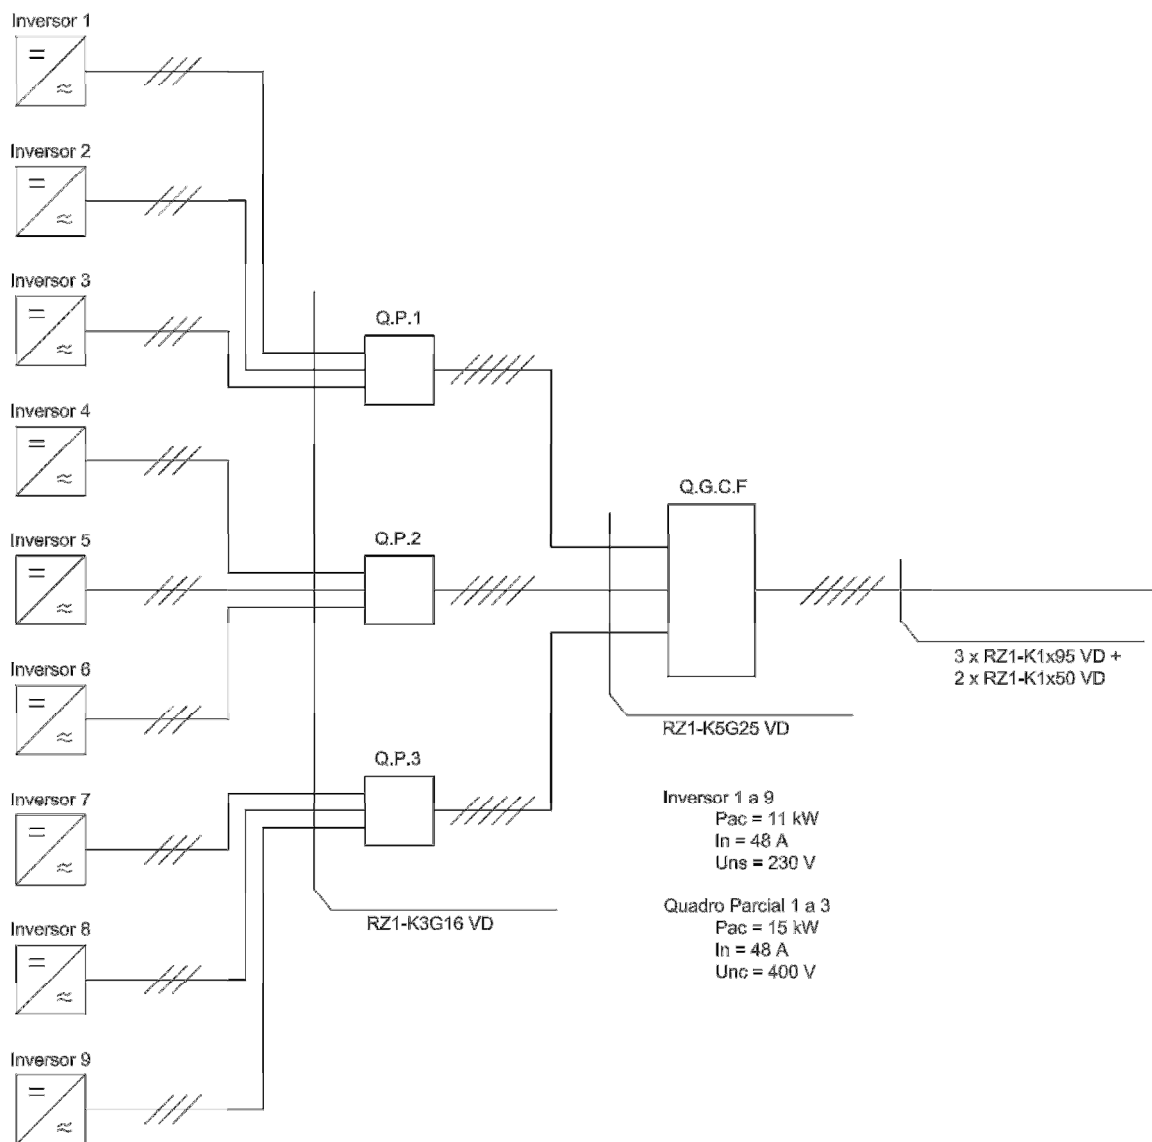 Inversor 1
Inversor 2
Inversor 3
Inversor 4
Inversor 5
Inversor 6
Inversor 7
Inversor 8
Inversor 9
Q.P.1
Q.P.2
Q.P.3
RZ1-K3G16 VD
Q.G.C.F
RZ1-K5G25 VD
3 x RZ1-K1x95 VD +
2 x RZ1-K1x50 VD
Inversor 1 a 9
Pac = 11 kW
In = 48 A
Uns = 230 V
Quadro Parcial 1 a 3
Pac = 15 kW
In = 48 A
Unc = 400 V